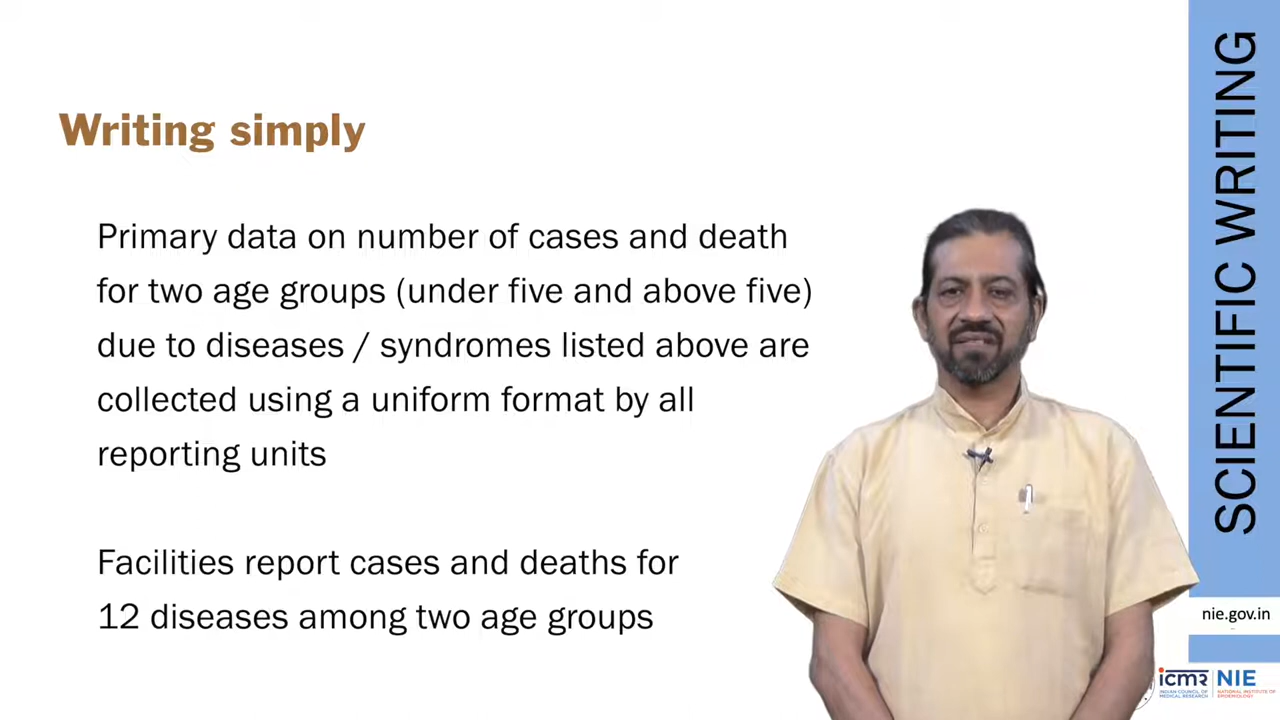 Writing simply
Primary data on number of cases and death
for two age groups (under five and above five)
due to diseases / syndromes listed above are
collected using a uniform format by all
reporting units
Facilities report cases and deaths for
12 diseases among two age groups
SCIENTIFIC WRITING
nie.gov.in
icmr NIE
INDIAN COUNCIL OF MEDICAL RESEARCH
NATIONAL INSTITUTE OF EPIDEMIOLOGY